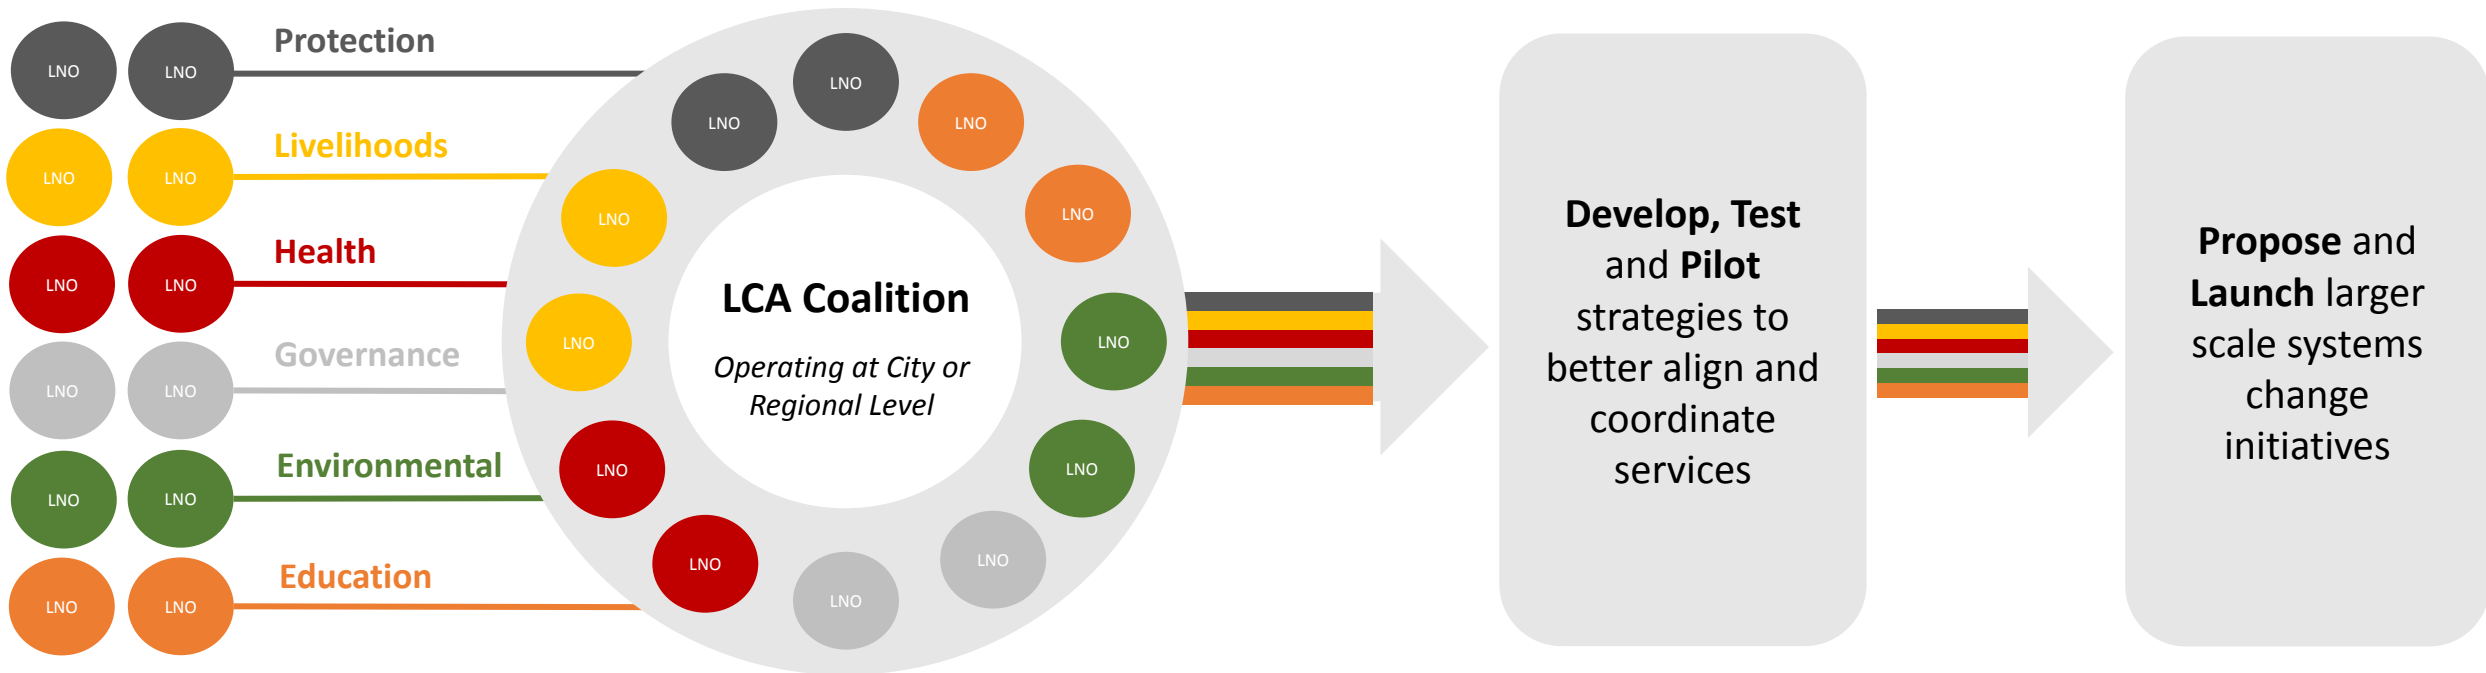 Protection
LNO LNO
Livelihoods
LNO LNO
Health
LNO LNO
Governance
LNO LNO
Environmental
LNO LNO
Education
LNO LNO
LNO
LNO
LNO
LNO
LNO
LNO
LNO
LNO
LNO
LNO
LNO
LNO
LCA Coalition
Operating at City or
Regional Level
Develop, Test
and Pilot
strategies to
better align and
coordinate
services
Propose and
Launch larger
scale systems
change
initiatives